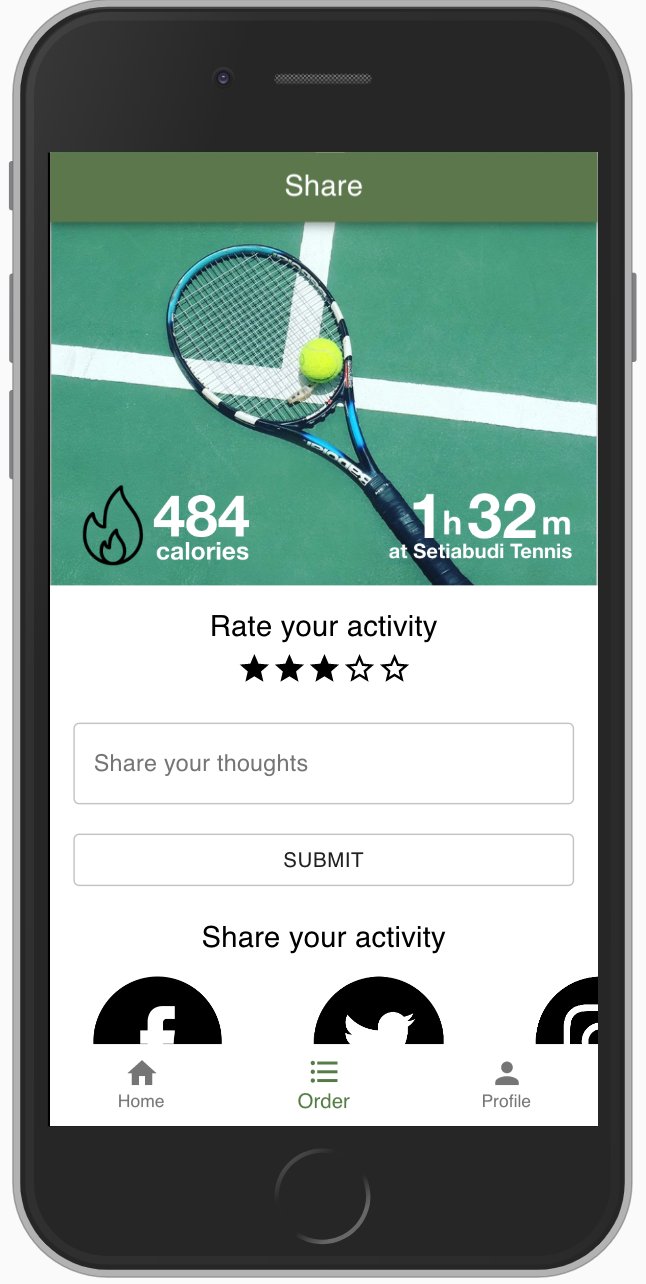 Share
Babolat
484
calories
1h 32m
at Setiabudi Tennis
Rate your activity
Share your thoughts
SUBMIT
Share your activity
Home
Order
Profile